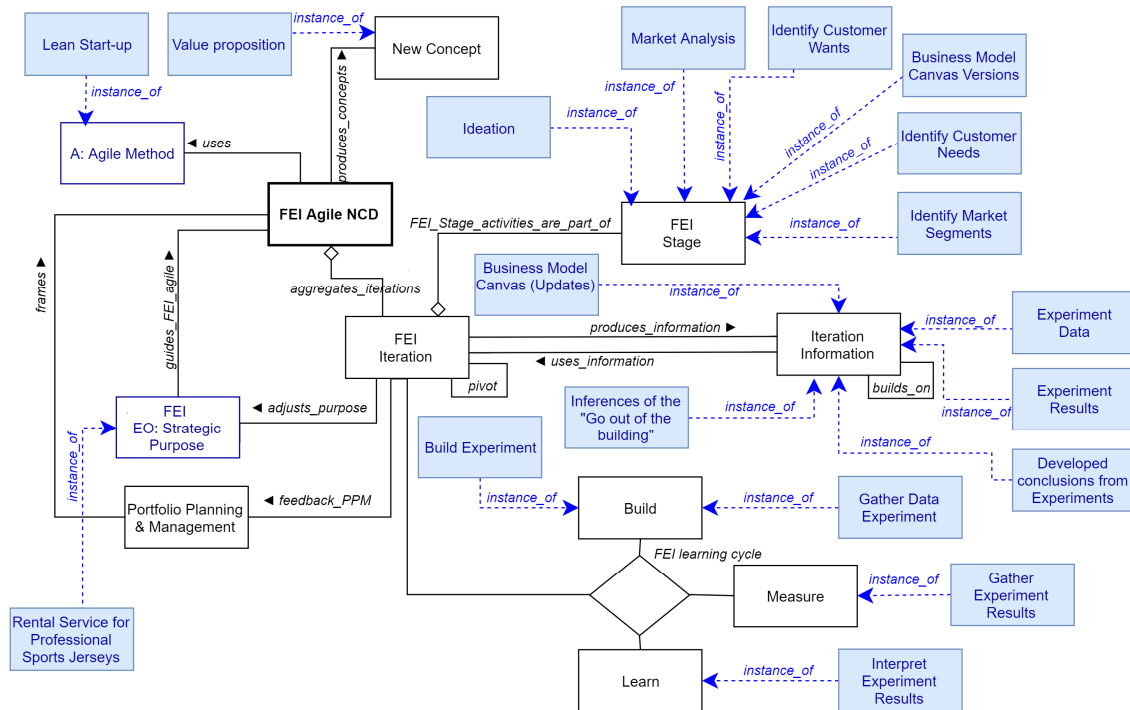 instance_of
Lean Start-up
Value proposition
New Concept
Market Analysis
Identify Customer
Wants
Business Model
Canvas Versions
instance_of
produces_concepts ▶
instance_of
instance_of
instance_of
Ideation
instance_of
instance_of
Identify Customer
Needs
A: Agile Method
◀ uses
instance_of
FEI Agile NCD
FEI_Stage_activities_are_part_of
FEI
Stage
instance_of
Identify Market
Segments
frames ▶
guides_FEI_agile ▶
aggregates_iterations
Business Model
Canvas (Updates)
instance_of
FEI
Iteration
produces_information ▶
◀ uses_information
Iteration
Information
instance_of
Experiment
Data
pivot
builds_on
Experiment
Results
instance_of
FEI
EO: Strategic
Purpose
◀ adjusts_purpose
Inferences of the
"Go out of the
building"
instance_of
instance_of
Build Experiment
Developed
conclusions from
Experiments
instance_of
Portfolio Planning
& Management
◀ feedback_PPM
instance_of
Build
instance_of
Gather Data
Experiment
FEI learning cycle
Measure
instance_of
Gather
Experiment
Results
Rental Service for
Professional
Sports Jerseys
Learn
instance_of
Interpret
Experiment
Results